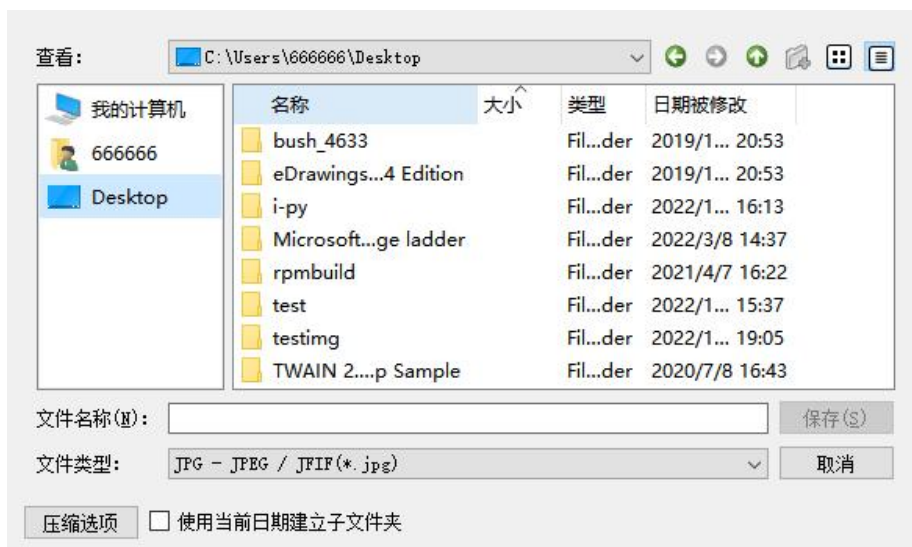 查看: C:\Users\666666\Desktop
我的计算机
666666
Desktop
名称 大小 类型 日期被修改
bush_4633 Fil...der 2019/1... 20:53
eDrawings...4 Edition Fil...der 2019/1... 20:53
i-py Fil...der 2022/1... 16:13
Microsoft...ge ladder Fil...der 2022/3/8 14:37
rpmbuild Fil...der 2021/4/7 16:22
test Fil...der 2022/1... 15:37
testimg Fil...der 2022/1... 19:05
TWAIN 2....p Sample Fil...der 2020/7/8 16:43
文件名称(N): 保存(S)
文件类型: JPG - JPEG / JFIF(*.jpg) 取消
压缩选项 使用当前日期建立子文件夹